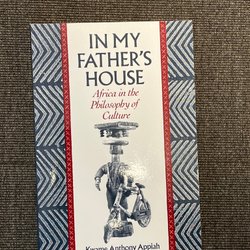 IN MY
FATHER'S
HOUSE
Africa in the
Philosophy of
Culture
Kwame Anthony Appiah